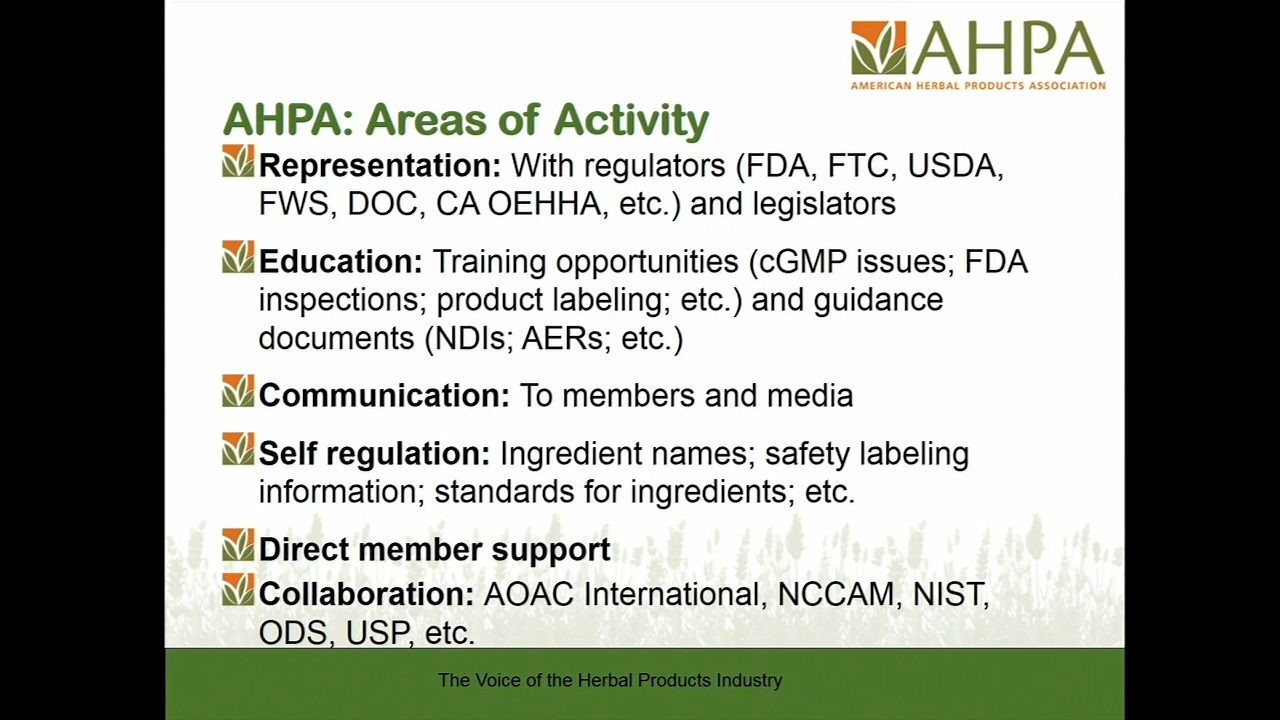 AHPA
AMERICAN HERBAL PRODUCTS ASSOCIATION
AHPA: Areas of Activity
Representation: With regulators (FDA, FTC, USDA,
FWS, DOC, CA OEHHA, etc.) and legislators
Education: Training opportunities (cGMP issues; FDA
inspections; product labeling; etc.) and guidance
documents (NDIs; AERs; etc.)
Communication: To members and media
Self regulation: Ingredient names; safety labeling
information; standards for ingredients; etc.
Direct member support
Collaboration: AOAC International, NCCAM, NIST,
ODS, USP, etc.
The Voice of the Herbal Products Industry